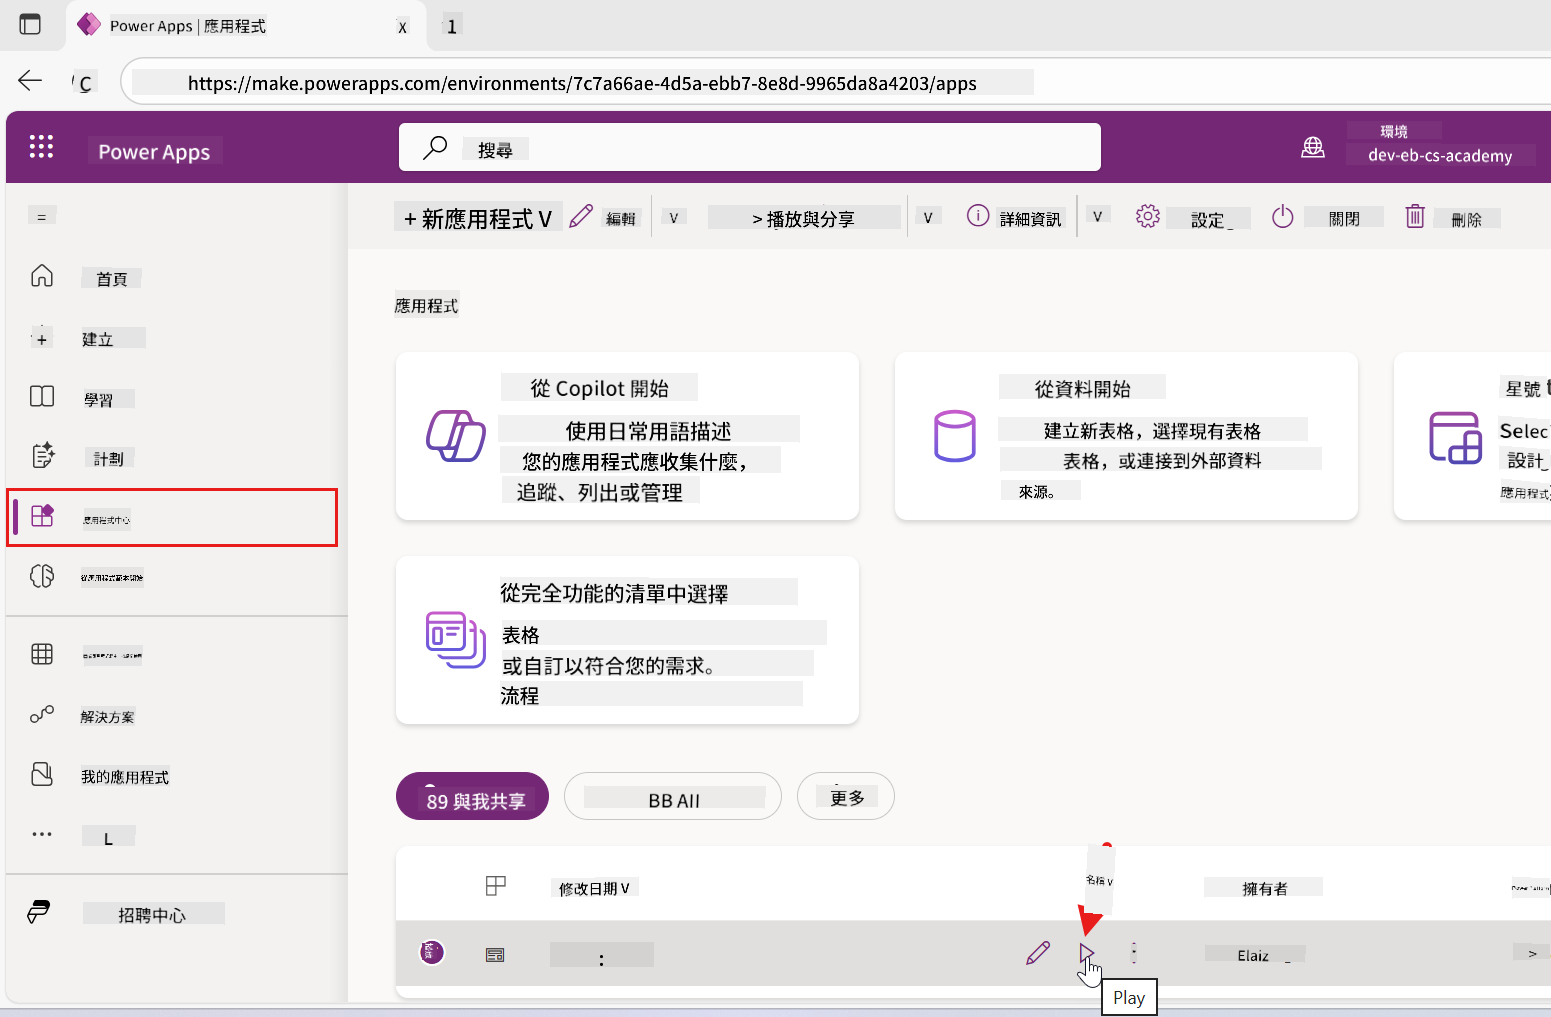 Power Apps | 應用程式
x
1
C
https://make.powerapps.com/environments/7c7a66ae-4d5a-ebb7-8e8d-9965da8a4203/apps
Power Apps
搜尋
環境
dev-eb-cs-academy
=
+ 新應用程式 V
編輯
V
> 播放與分享
V
詳細資訊
V
設定_
關閉
刪除
首頁
+
建立
學習
計劃
應用程式中心
從應用程式範本開始
解決方案
我的應用程式
L
招聘中心
應用程式
從 Copilot 開始
使用日常用語描述
您的應用程式應收集什麼，
追蹤、列出或管理
從資料開始
建立新表格，選擇現有表格
表格，或連接到外部資料
來源。
星號
Selec
設計_
應用程式
從完全功能的清單中選擇
表格
或自訂以符合您的需求。
流程
89 與我共享
BB All
更多
修改日期 V
名稱 V
擁有者
:
Elaiz _
>
Play